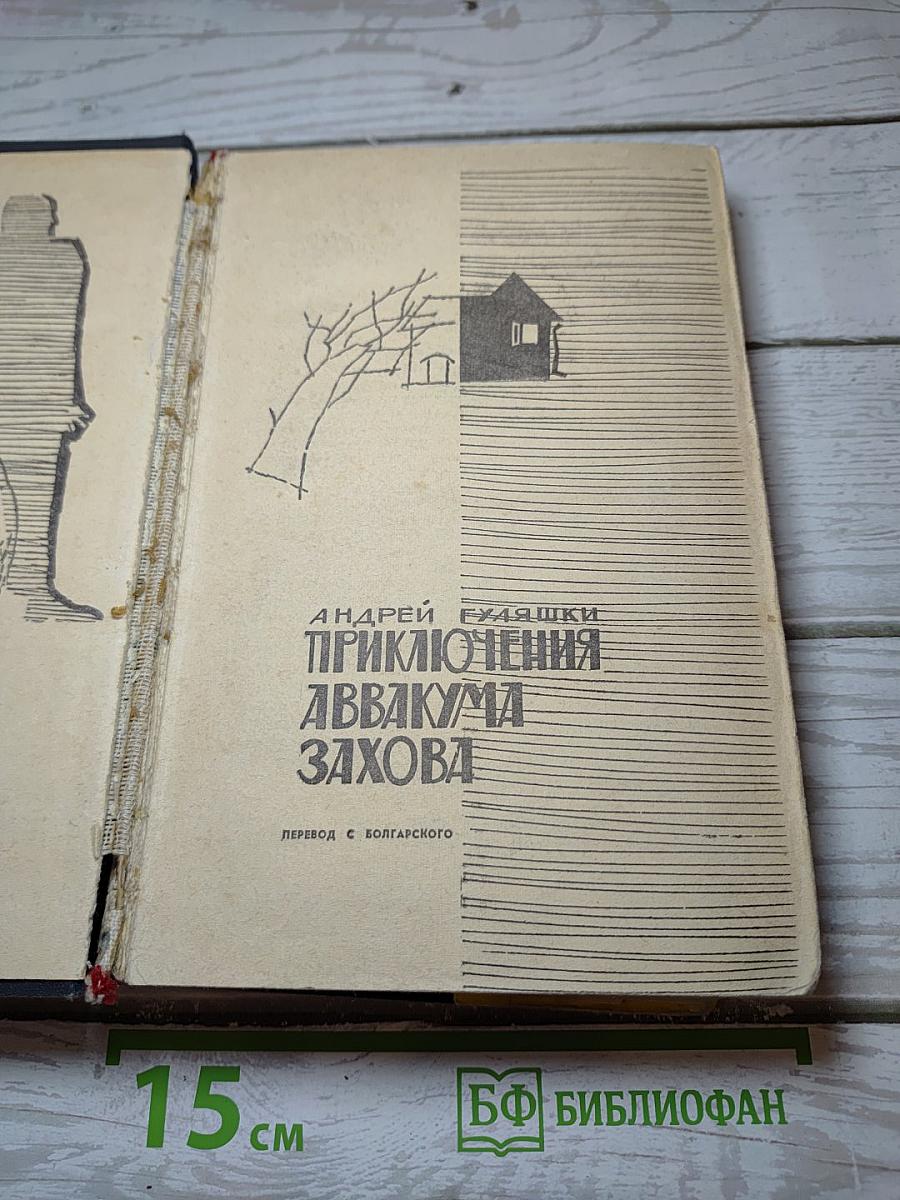 АНДРЕЙ ГУЛЯШКИ
ПРИКЛЮЧЕНИЯ
АВВАКУМА
ЗАХОВА
ПЕРЕВОД С БОЛГАРСКОГО
15 см
БФ БИБЛИОФАН